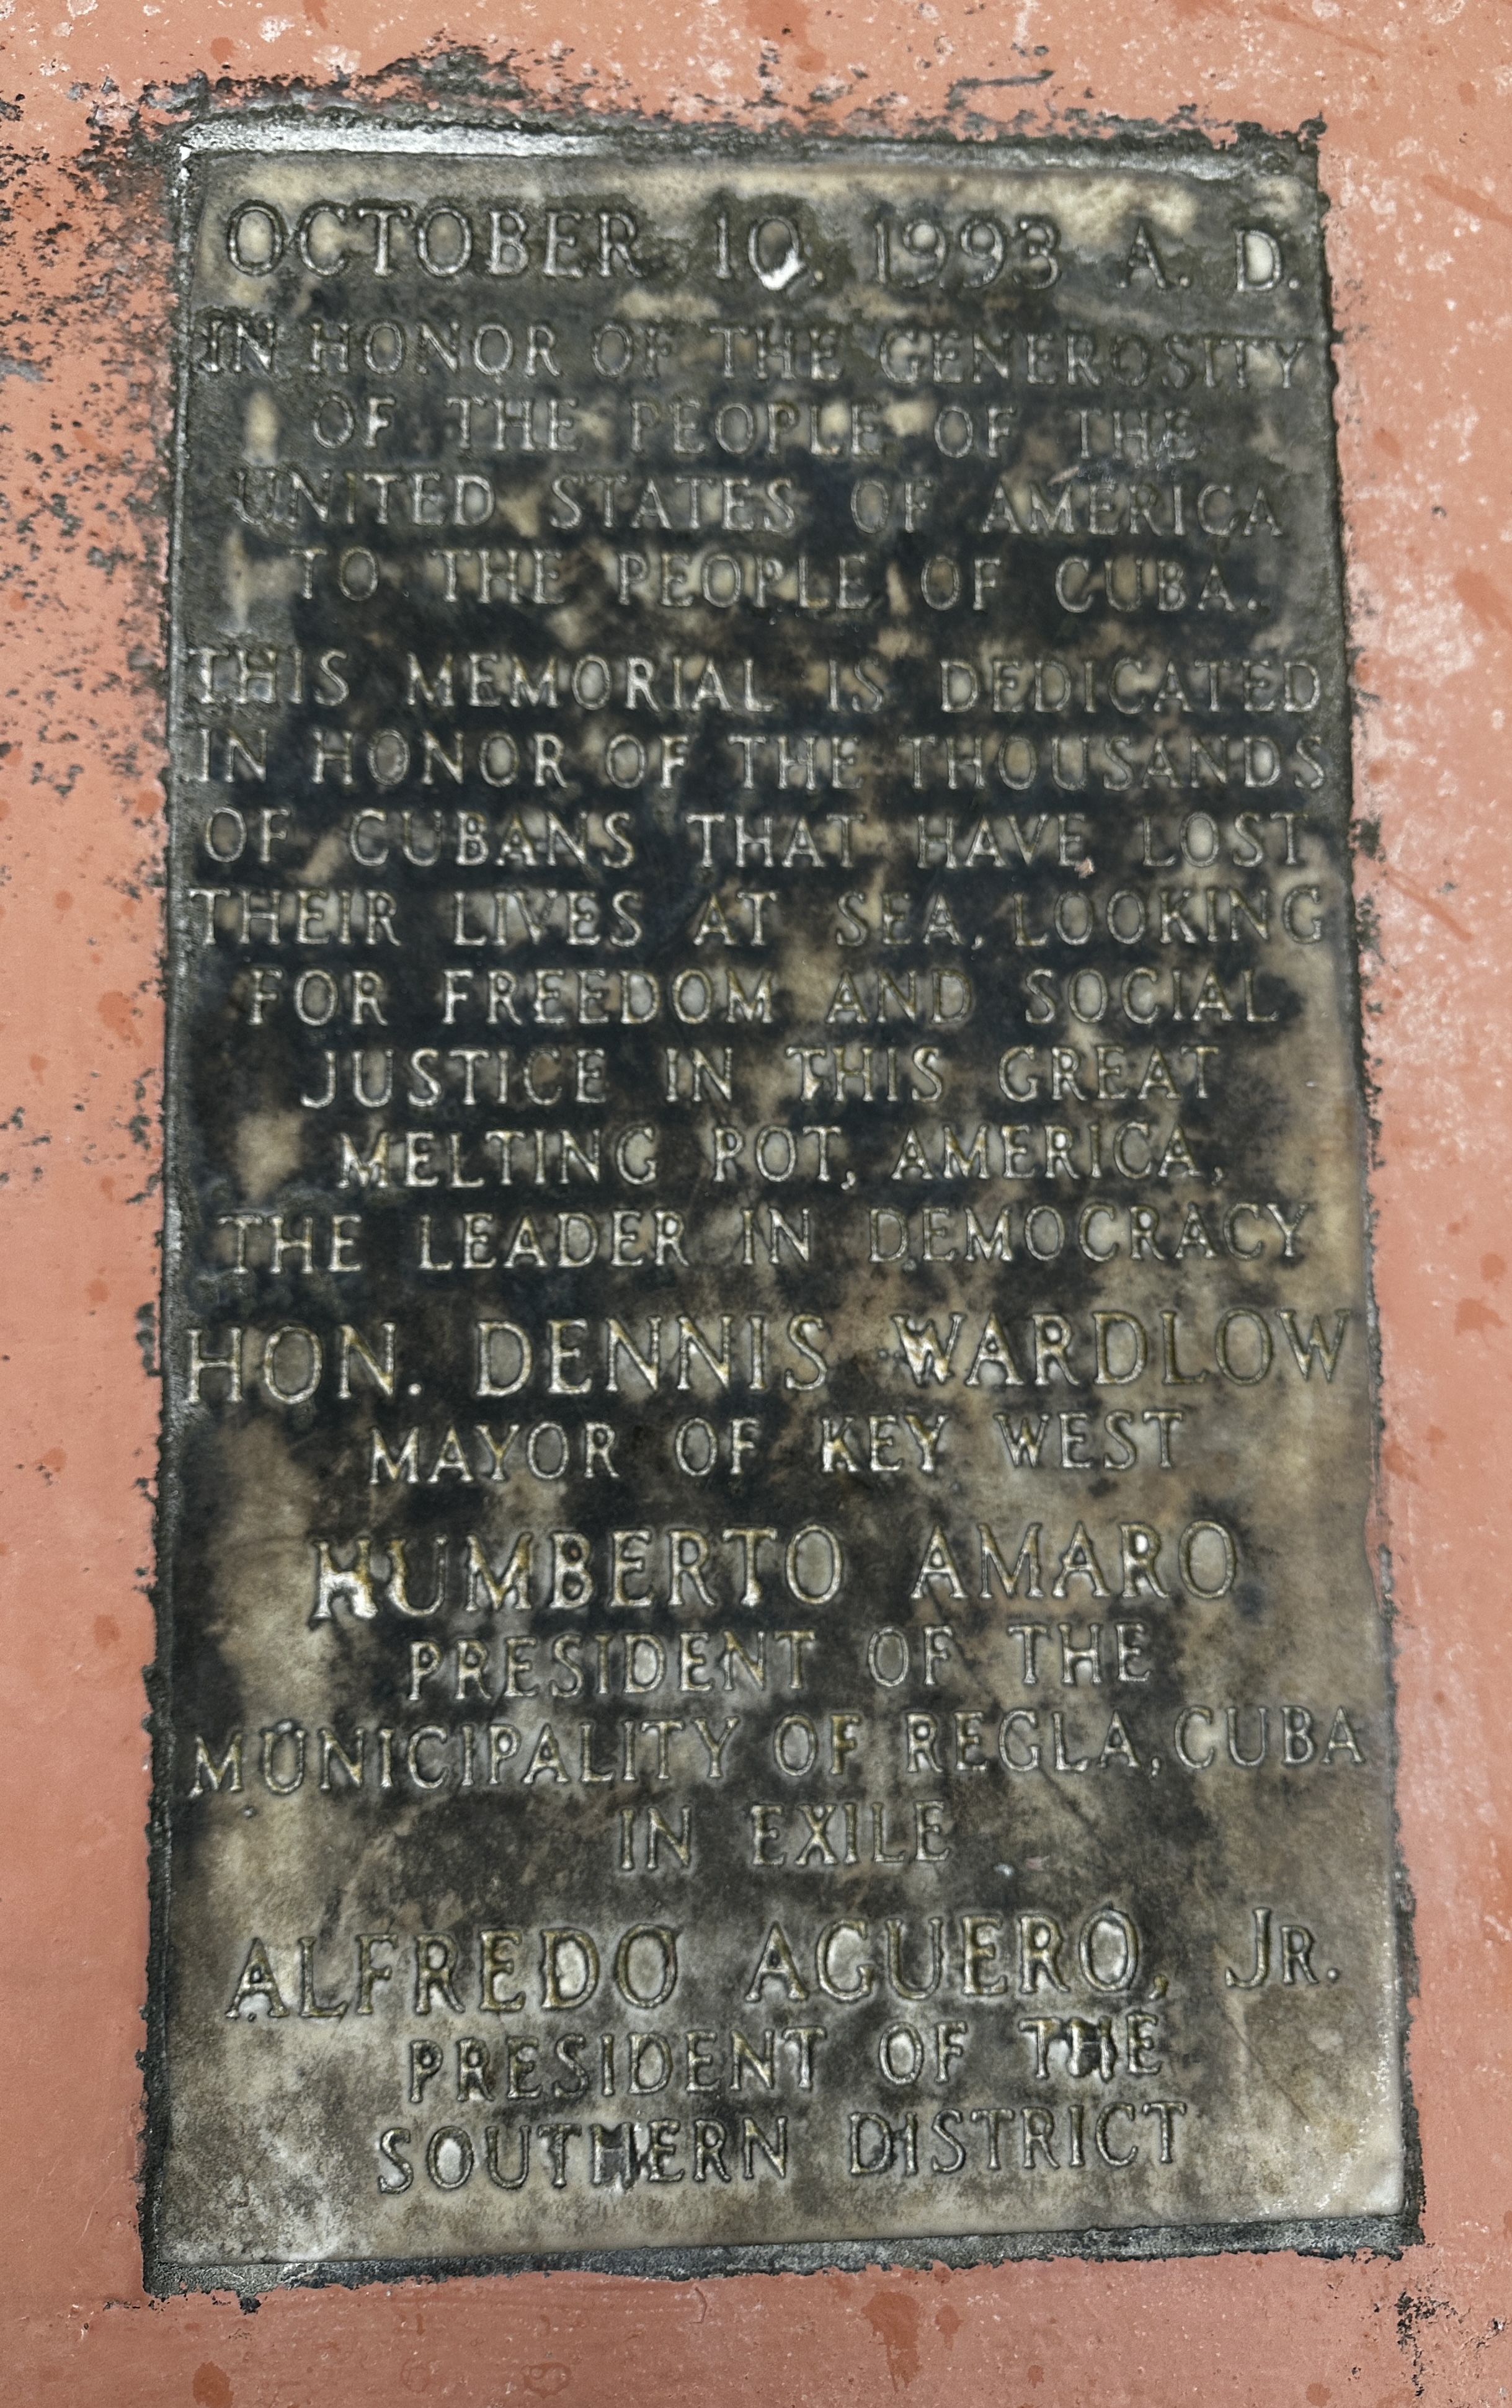 OCTOBER 10, 1993 A. D.
IN HONOR OF THE GENEROSITY
OF THE PEOPLE OF THE
UNITED STATES OF AMERICA
TO THE PEOPLE OF CUBA.
THIS MEMORIAL IS DEDICATED
IN HONOR OF THE THOUSANDS
OF CUBANS THAT HAVE LOST
THEIR LIVES AT SEA, LOOKING
FOR FREEDOM AND SOCIAL
JUSTICE IN THIS GREAT
MELTING POT, AMERICA,
THE LEADER IN DEMOCRACY
HON. DENNIS WARDLOW
MAYOR OF KEY WEST
HUMBERTO AMARO
PRESIDENT OF THE
MUNICIPALITY OF REGLA, CUBA
IN EXILE
ALFREDO AGUERO, JR.
PRESIDENT OF THE
SOUTHERN DISTRICT